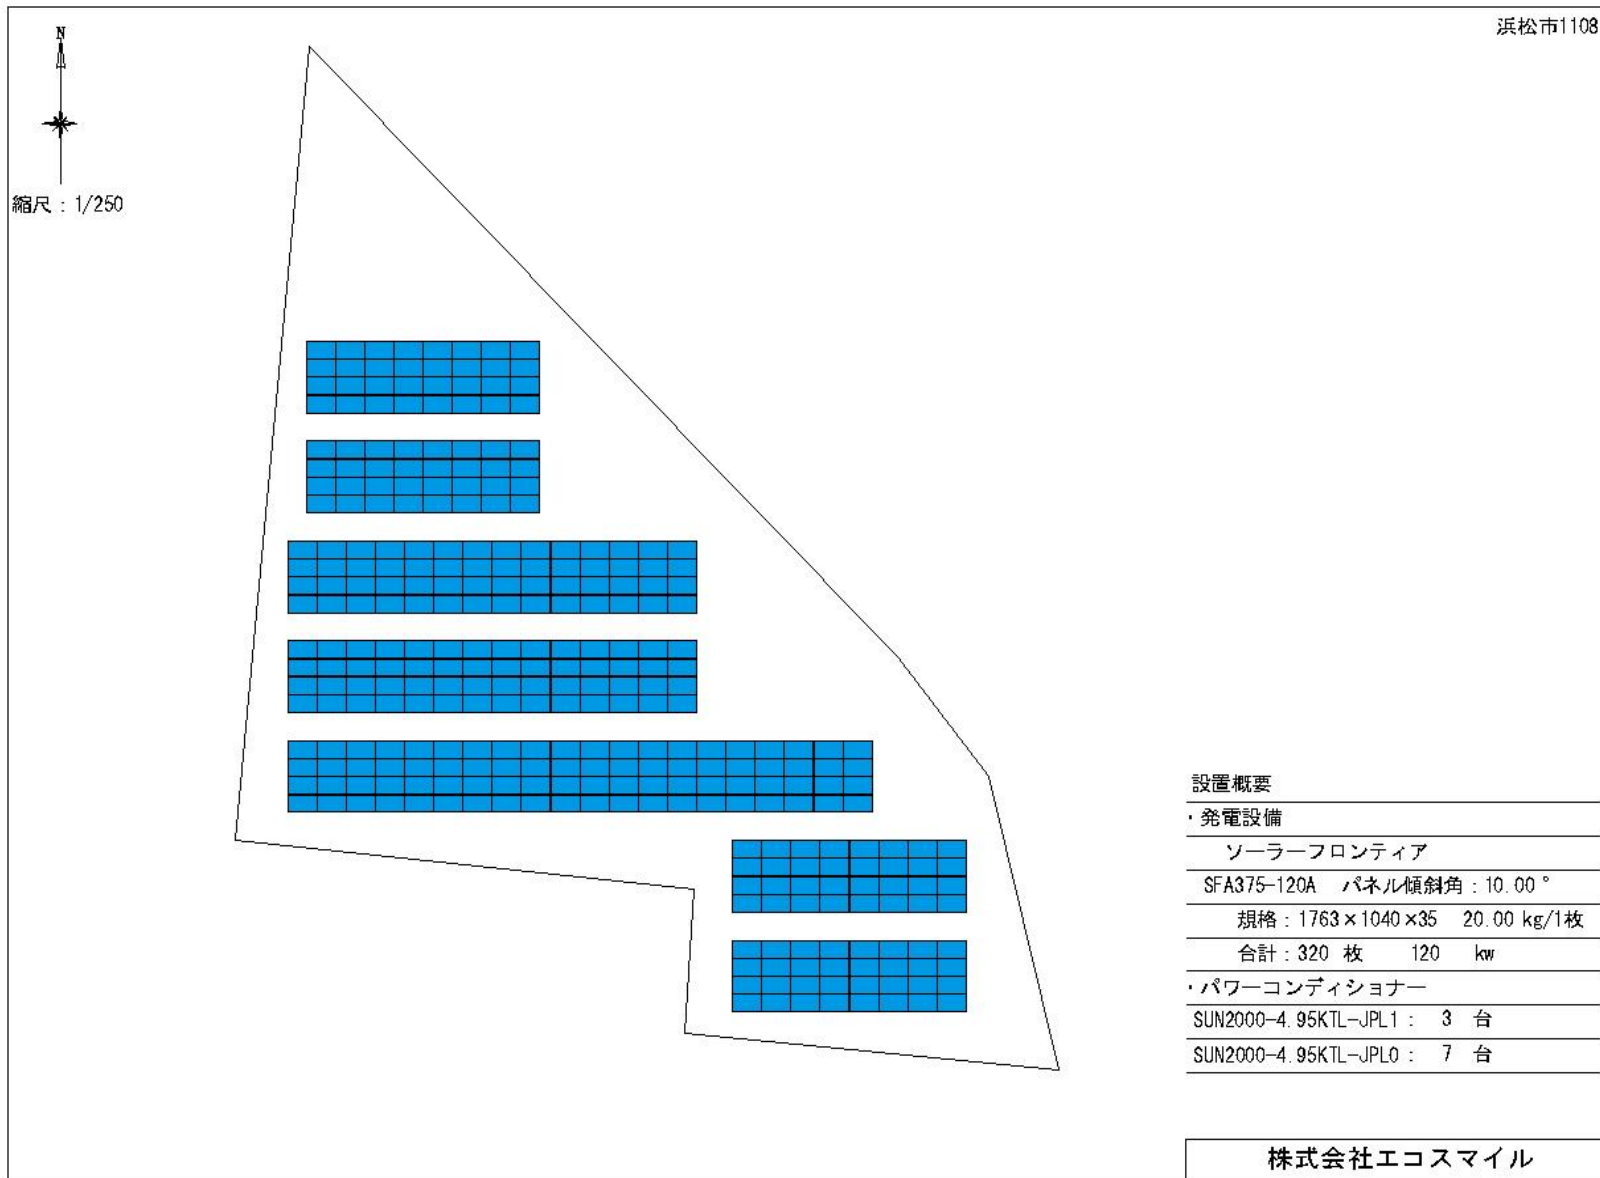 浜松市1108
N
縮尺：1/250
設置概要
・発電設備
ソーラーフロンティア
SFA375-120A パネル傾斜角：10.00°
規格：1763×1040×35 20.00 kg/1枚
合計：320 枚 120 kw
・パワーコンディショナー
SUN2000-4.95KTL-JPL1： 3 台
SUN2000-4.95KTL-JPL0： 7 台
株式会社エコスマイル